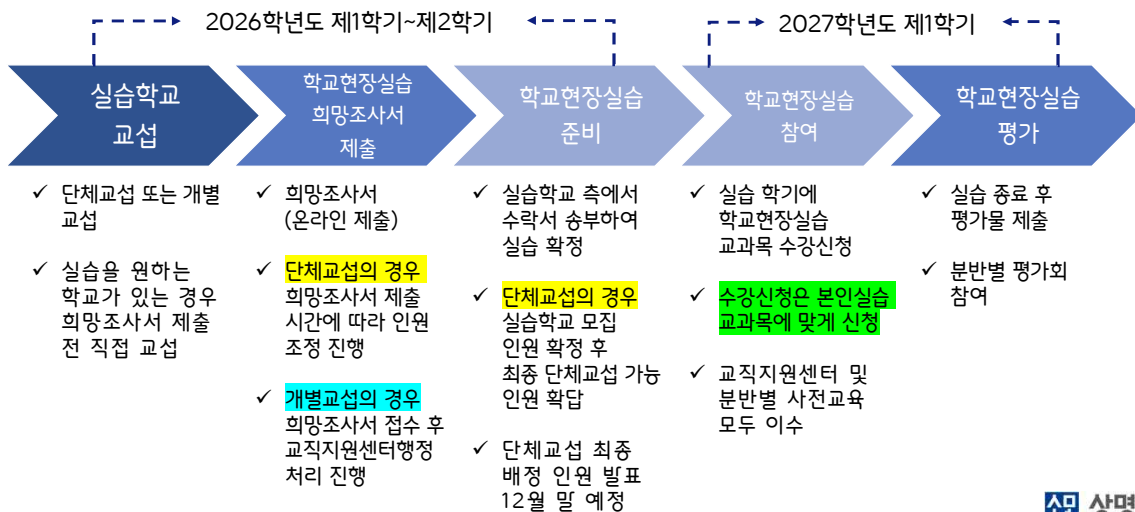 2026학년도 제1학기~제2학기
2027학년도 제1학기
실습학교
교섭
학교현장실습
희망조사서
제출
학교현장실습
준비
학교현장실습
참여
학교현장실습
평가
✓ 단체교섭 또는 개별
교섭
✓ 실습을 원하는
학교가 있는 경우
희망조사서 제출
전 직접 교섭
✓ 희망조사서
(온라인 제출)
✓ 단체교섭의 경우
희망조사서 제출
시간에 따라 인원
조정 진행
✓ 개별교섭의 경우
희망조사서 접수 후
교직지원센터행정
처리 진행
✓ 실습학교 측에서
수락서 송부하여
실습 확정
✓ 단체교섭의 경우
실습학교 모집
인원 확정 후
최종 단체교섭 가능
인원 확답
✓ 단체교섭 최종
배정 인원 발표
12월 말 예정
✓ 실습 학기에
학교현장실습
교과목 수강신청
✓ 수강신청은 본인실습
교과목에 맞게 신청
✓ 교직지원센터 및
분반별 사전교육
모두 이수
✓ 실습 종료 후
평가물 제출
✓ 분반별 평가회
참여
상명